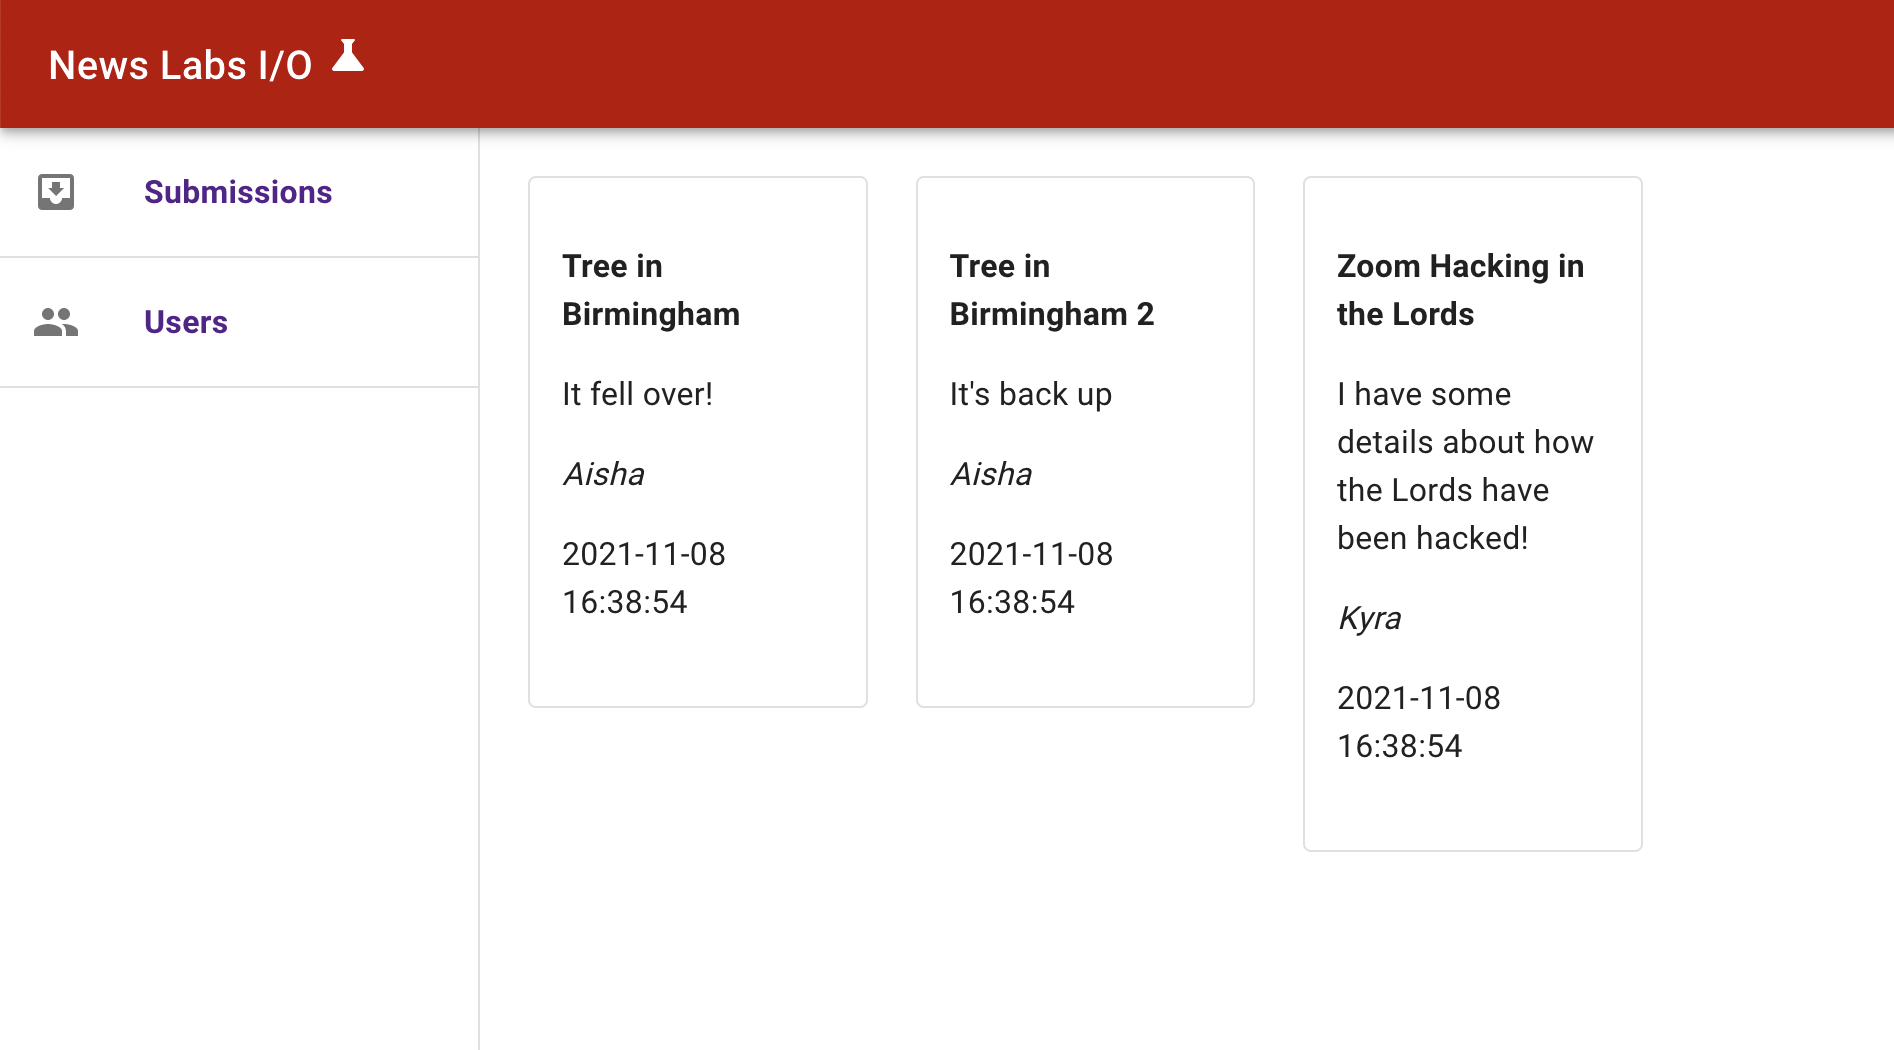 News Labs I/O
Submissions
Users
Tree in
Birmingham
It fell over!
Aisha
2021-11-08
16:38:54
Tree in
Birmingham 2
It's back up
Aisha
2021-11-08
16:38:54
Zoom Hacking in
the Lords
I have some
details about how
the Lords have
been hacked!
Kyra
2021-11-08
16:38:54